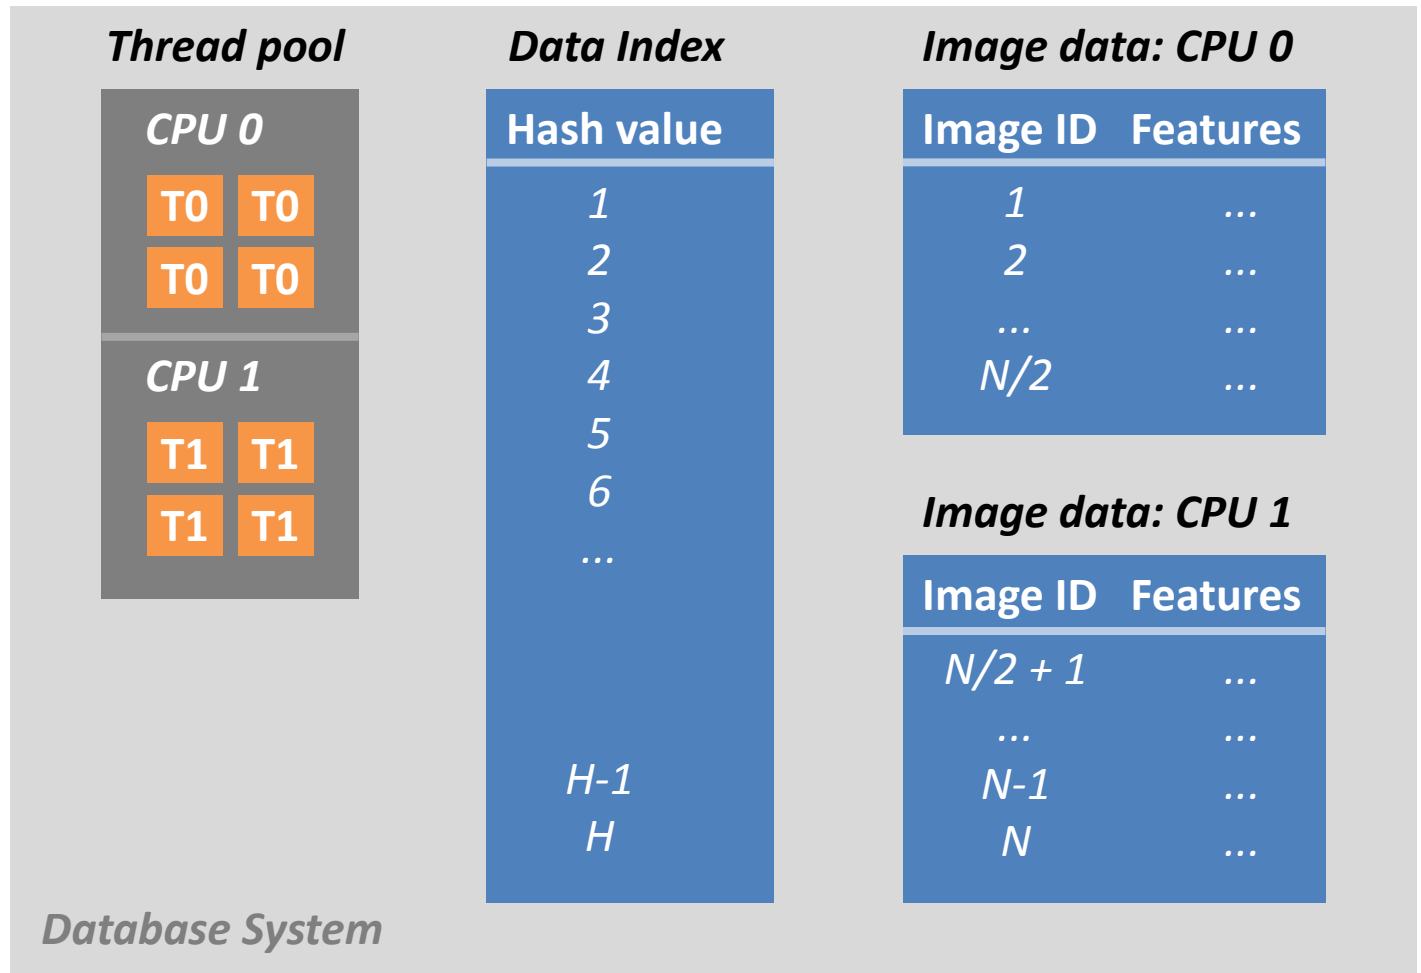 Thread pool
CPU 0
T0 T0
T0 T0
CPU 1
T1 T1
T1 T1
Data Index
Hash value
1
2
3
4
5
6
...
H-1
H
Image data: CPU 0
Image ID Features
1 ...
2 ...
... ...
N/2 ...
Image data: CPU 1
Image ID Features
N/2 + 1 ...
... ...
N-1 ...
N ...
Database System